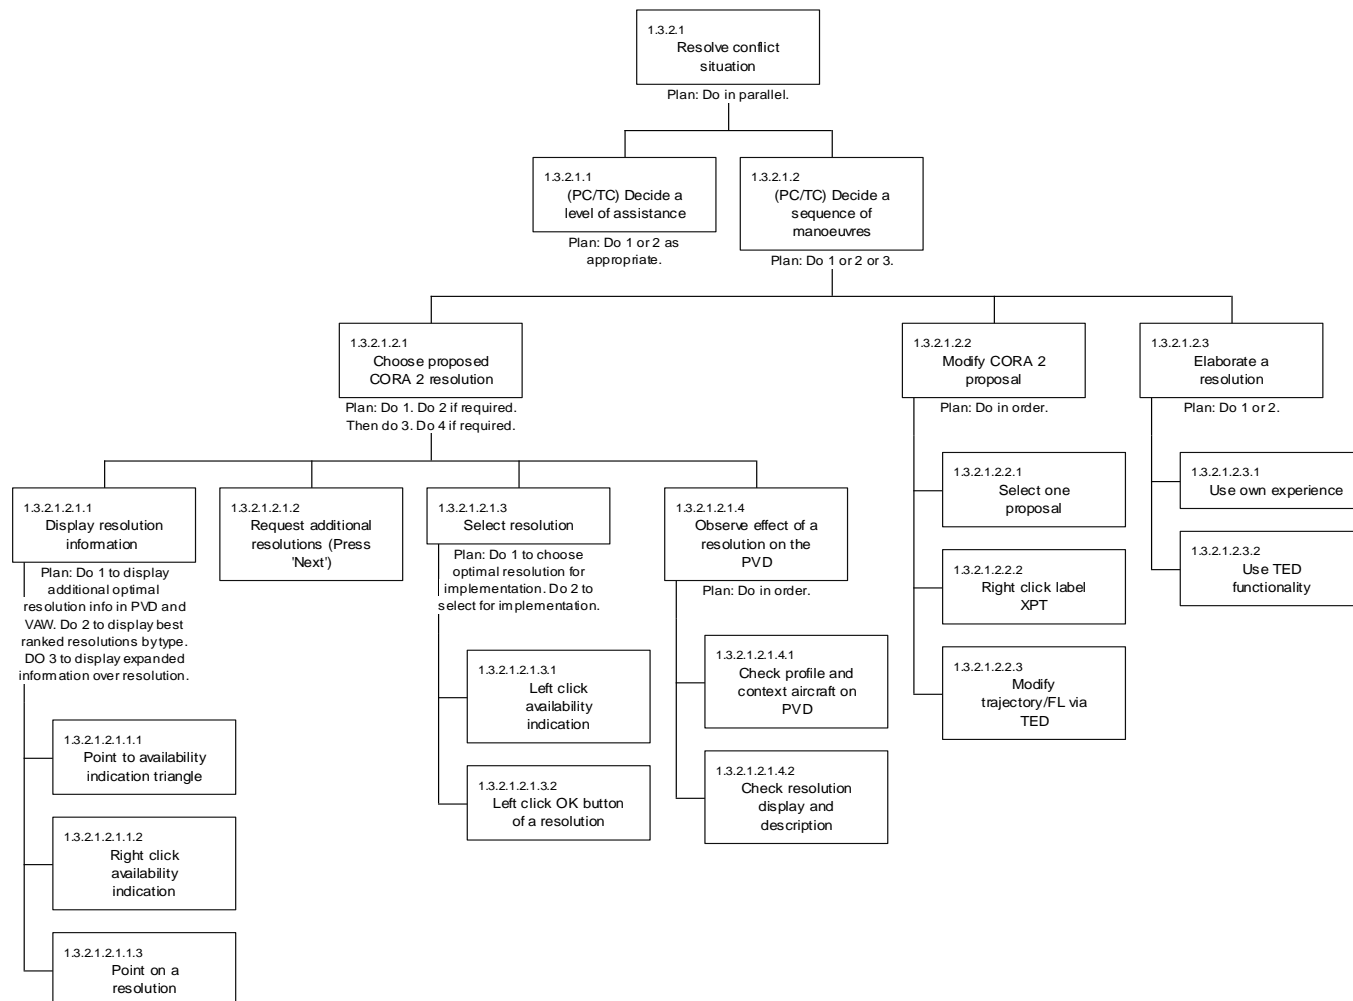 1.3.2.1
Resolve conflict
situation
Plan: Do in parallel.
1.3.2.1.1
(PC/TC) Decide a
level of assistance
Plan: Do 1 or 2 as
appropriate.
1.3.2.1.2
(PC/TC) Decide a
sequence of
manoeuvres
Plan: Do 1 or 2 or 3.
1.3.2.1.2.1
Choose proposed
CORA 2 resolution
Plan: Do 1. Do 2 if required.
Then do 3. Do 4 if required.
1.3.2.1.2.2
Modify CORA 2
proposal
Plan: Do in order.
1.3.2.1.2.3
Elaborate a
resolution
Plan: Do 1 or 2.
1.3.2.1.2.1.1
Display resolution
information
Plan: Do 1 to display
additional optimal
resolution info in PVD and
VAW. Do 2 to display best
ranked resolutions by type.
DO 3 to display expanded
information over resolution.
1.3.2.1.2.1.1.1
Point to availability
indication triangle
1.3.2.1.2.1.1.2
Right click
availability
indication
1.3.2.1.2.1.1.3
Point on a
resolution
1.3.2.1.2.1.2
Request additional
resolutions (Press
'Next')
1.3.2.1.2.1.3
Select resolution
Plan: Do 1 to choose
optimal resolution for
implementation. Do 2 to
select for implementation.
1.3.2.1.2.1.3.1
Left click
availability
indication
1.3.2.1.2.1.3.2
Left click OK button
of a resolution
1.3.2.1.2.1.4
Observe effect of a
resolution on the
PVD
Plan: Do in order.
1.3.2.1.2.1.4.1
Check profile and
context aircraft on
PVD
1.3.2.1.2.1.4.2
Check resolution
display and
description
1.3.2.1.2.2.1
Select one
proposal
1.3.2.1.2.2.2
Right click label
XPT
1.3.2.1.2.2.3
Modify
trajectory/FL via
TED
1.3.2.1.2.3.1
Use own experience
1.3.2.1.2.3.2
Use TED
functionality